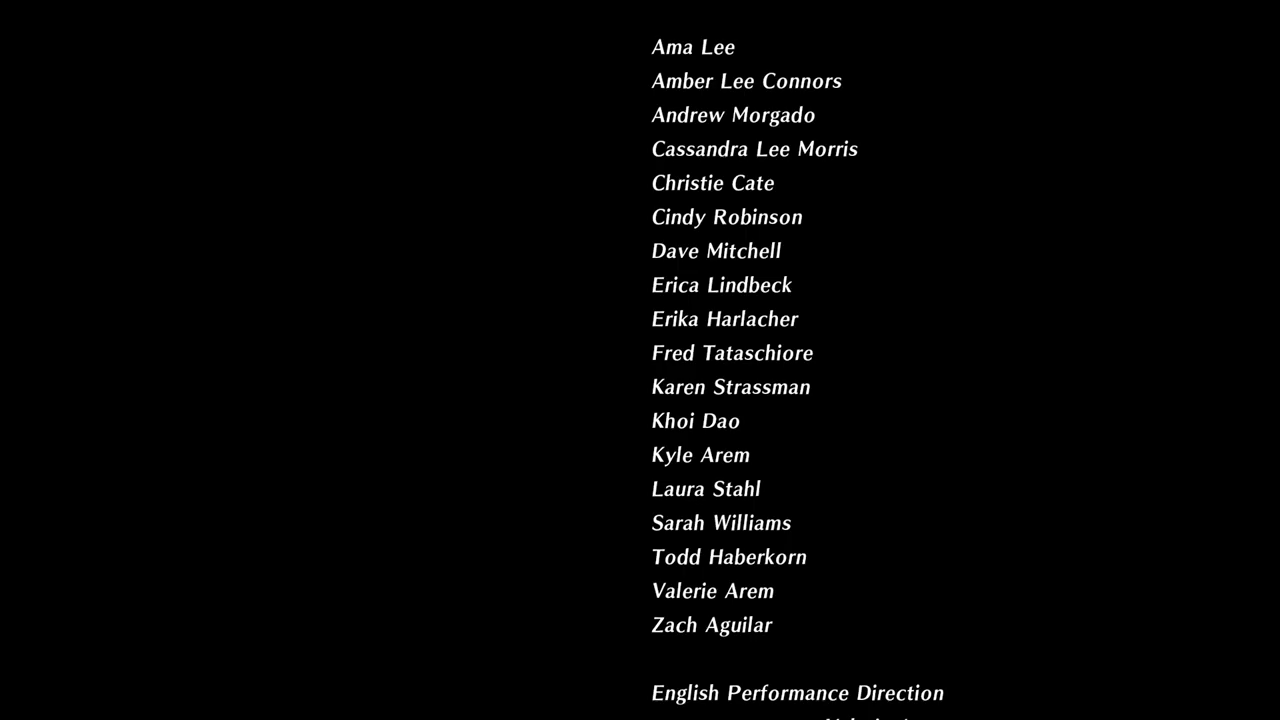 Ama Lee
Amber Lee Connors
Andrew Morgado
Cassandra Lee Morris
Christie Cate
Cindy Robinson
Dave Mitchell
Erica Lindbeck
Erika Harlacher
Fred Tataschiore
Karen Strassman
Khoi Dao
Kyle Arem
Laura Stahl
Sarah Williams
Todd Haberkorn
Valerie Arem
Zach Aguilar
English Performance Direction